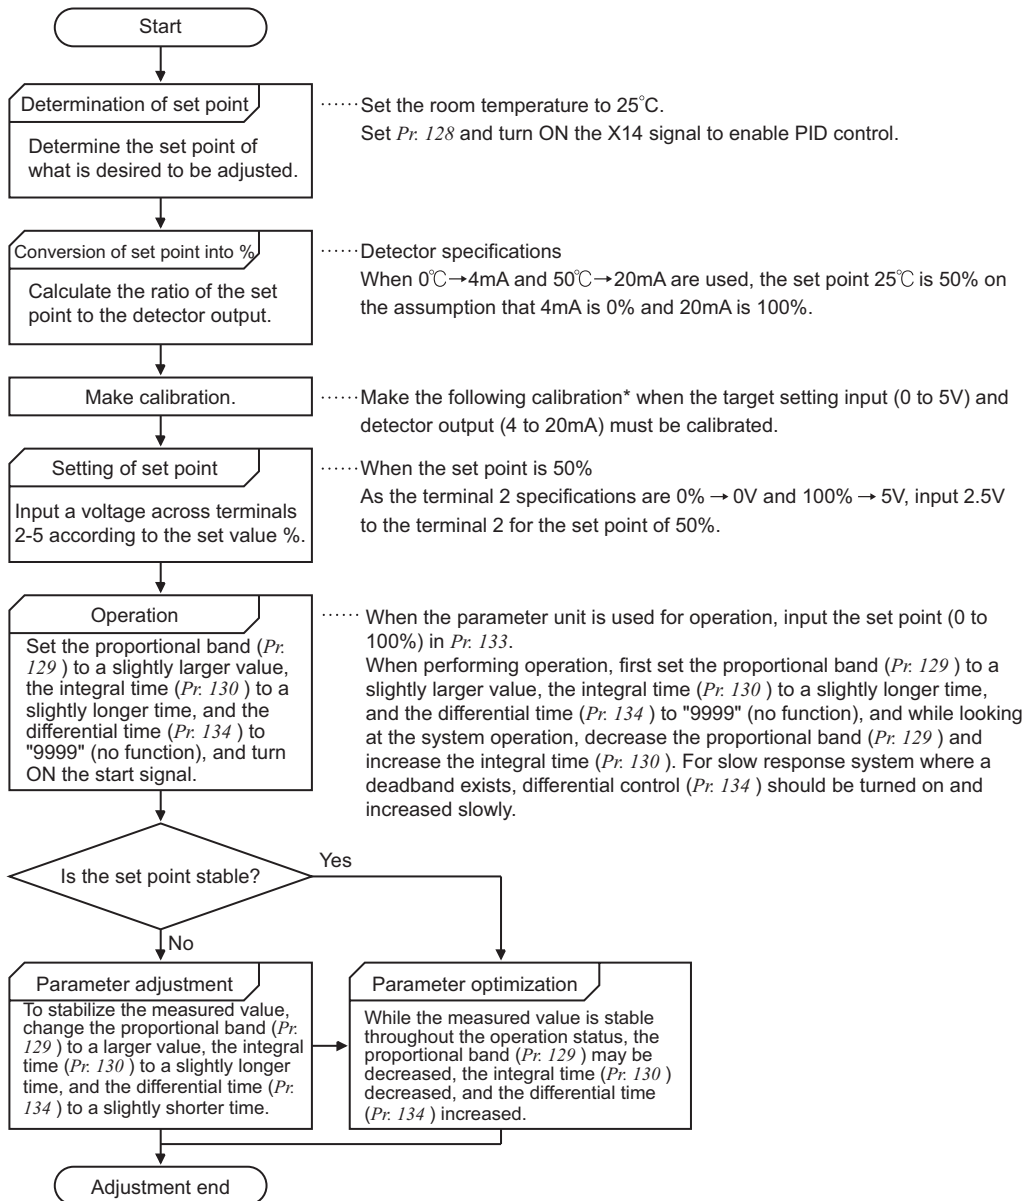 Start
Determination of set point
Determine the set point of
what is desired to be adjusted.
······Set the room temperature to 25°C.
Set Pr. 128 and turn ON the X14 signal to enable PID control.
Conversion of set point into %
Calculate the ratio of the set
point to the detector output.
······Detector specifications
When 0℃→4mA and 50℃→20mA are used, the set point 25℃ is 50% on
the assumption that 4mA is 0% and 20mA is 100%.
Make calibration.
······Make the following calibration* when the target setting input (0 to 5V) and
detector output (4 to 20mA) must be calibrated.
Setting of set point
Input a voltage across terminals
2-5 according to the set value %.
······When the set point is 50%
As the terminal 2 specifications are 0% → 0V and 100% → 5V, input 2.5V
to the terminal 2 for the set point of 50%.
Operation
Set the proportional band (Pr.
129 ) to a slightly larger value,
the integral time (Pr. 130 ) to a
slightly longer time, and the
differential time (Pr. 134 ) to
"9999" (no function), and turn
ON the start signal.
······ When the parameter unit is used for operation, input the set point (0 to
100%) in Pr. 133.
When performing operation, first set the proportional band (Pr. 129 ) to a
slightly larger value, the integral time (Pr. 130 ) to a slightly longer time,
and the differential time (Pr. 134 ) to "9999" (no function), and while looking
at the system operation, decrease the proportional band (Pr. 129 ) and
increase the integral time (Pr. 130 ). For slow response system where a
deadband exists, differential control (Pr. 134 ) should be turned on and
increased slowly.
Is the set point stable?
Yes
No
Parameter adjustment
To stabilize the measured value,
change the proportional band (Pr.
129 ) to a larger value, the integral
time (Pr. 130 ) to a slightly longer
time, and the differential time (Pr.
134 ) to a slightly shorter time.
Parameter optimization
While the measured value is stable
throughout the operation status, the
proportional band (Pr. 129 ) may be
decreased, the integral time (Pr. 130 )
decreased, and the differential time
(Pr. 134 ) increased.
Adjustment end